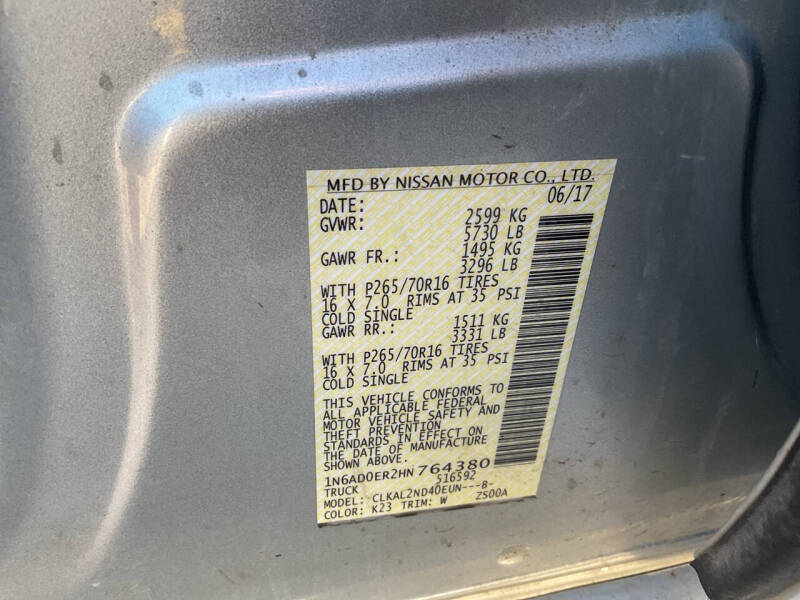 MFD BY NISSAN MOTOR CO., LTD.
DATE: 06/17
GVWR: 2599 KG
5730 LB
GAWR FR.: 1495 KG
3296 LB
WITH P265/70R16 TIRES
16 X 7.0 RIMS AT 35 PSI
COLD SINGLE
GAWR RR.: 1511 KG
3331 LB
WITH P265/70R16 TIRES
16 X 7.0 RIMS AT 35 PSI
COLD SINGLE
THIS VEHICLE CONFORMS TO
ALL APPLICABLE FEDERAL
MOTOR VEHICLE SAFETY AND
THEFT PREVENTION
STANDARDS IN EFFECT ON
THE DATE OF MANUFACTURE
SHOWN ABOVE.
1N6AD0ER2HN764380
TRUCK 516592
MODEL: CLKAL2ND40EUN---B-
COLOR: K23 TRIM: W ZS00A